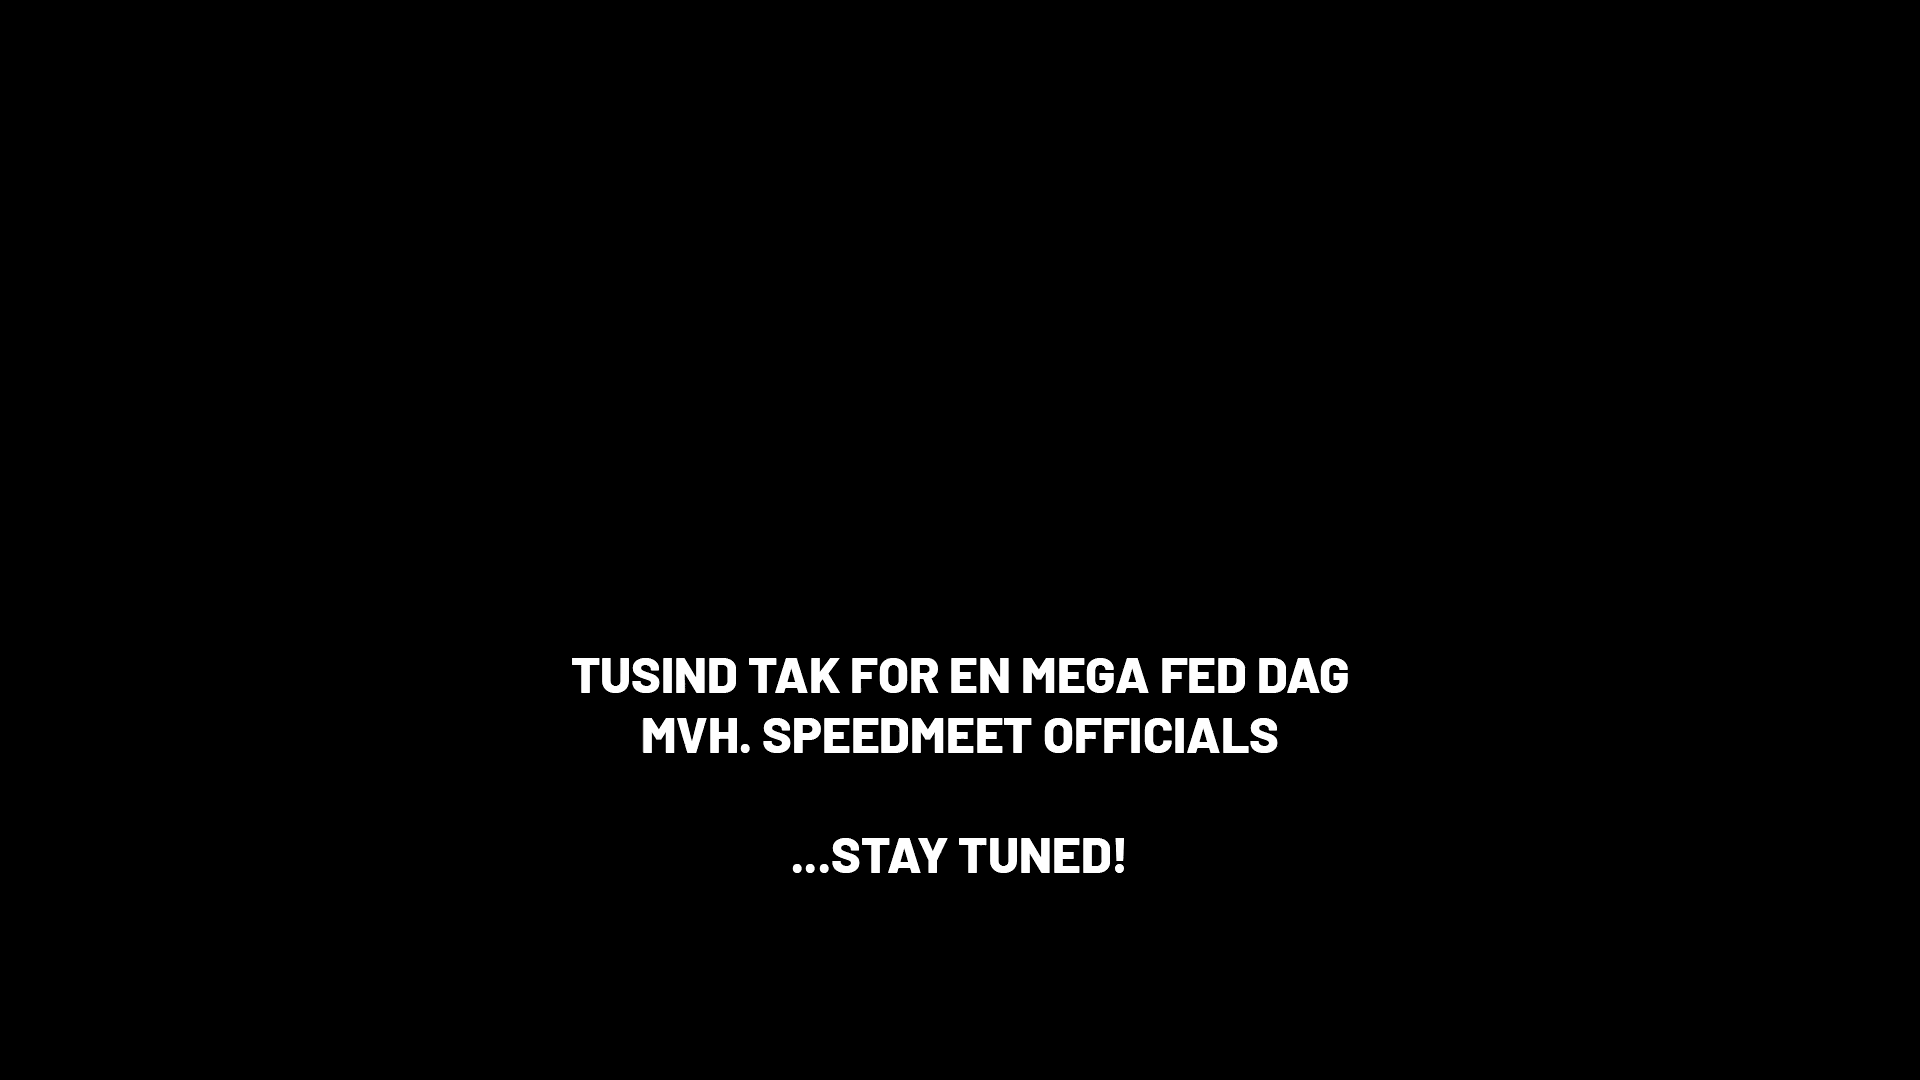 TUSIND TAK FOR EN MEGA FED DAG
MVH. SPEEDMEET OFFICIALS
...STAY TUNED!